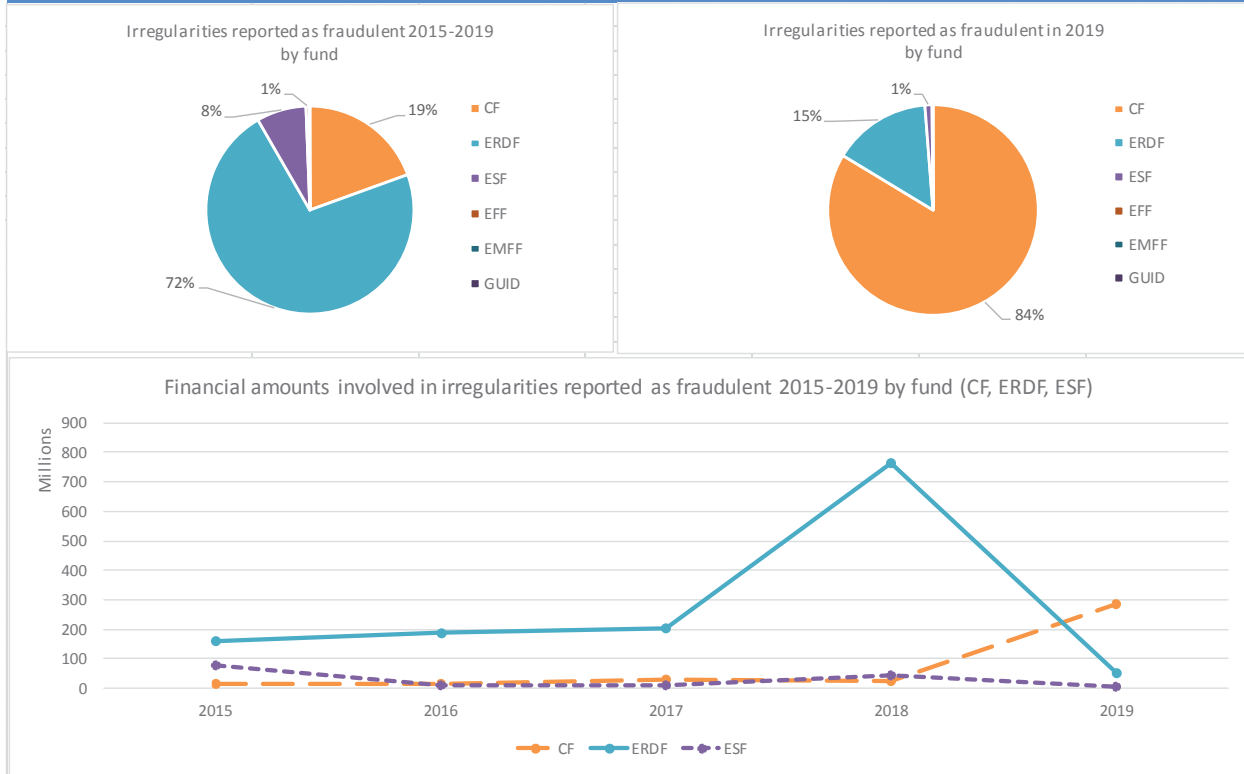 Irregularities reported as fraudulent 2015-2019
by fund
1%
8%
19%
72%
CF
ERDF
ESF
EFF
EMFF
GUID
Irregularities reported as fraudulent in 2019
by fund
1%
15%
84%
CF
ERDF
ESF
EFF
EMFF
GUID
Financial amounts involved in irregularities reported as fraudulent 2015-2019 by fund (CF, ERDF, ESF)
Millions
900
800
700
600
500
400
300
200
100
0
2015 2016 2017 2018 2019
CF ERDF ESF